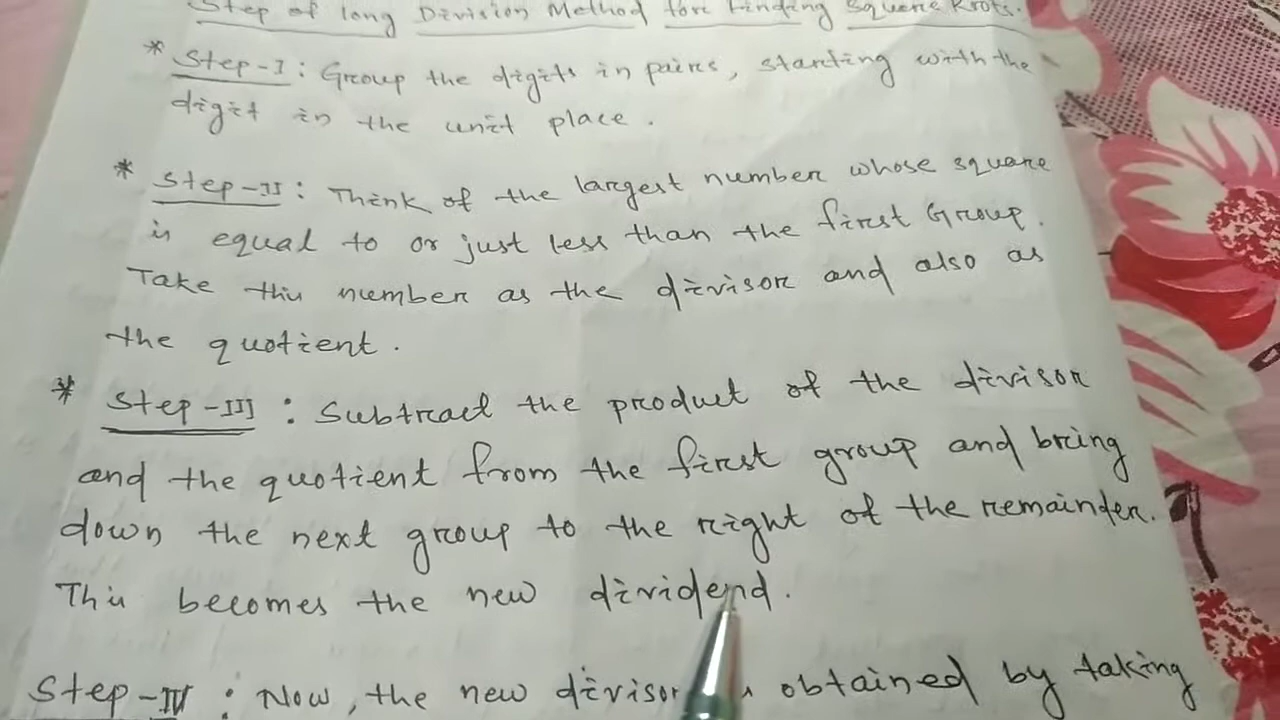 Step of long Division Method for Finding Square Roots.
* Step-I : Group the digits in pairs, starting with the
digit in the unit place.
* Step-II : Think of the largest number whose square
is equal to or just less than the first Group.
Take this number as the divisor and also as
the quotient.
* Step-III : Subtract the product of the divisor
and the quotient from the first group and bring
down the next group to the right of the remainder.
This becomes the new dividend.
Step-IV : Now, the new divisor obtained by taking